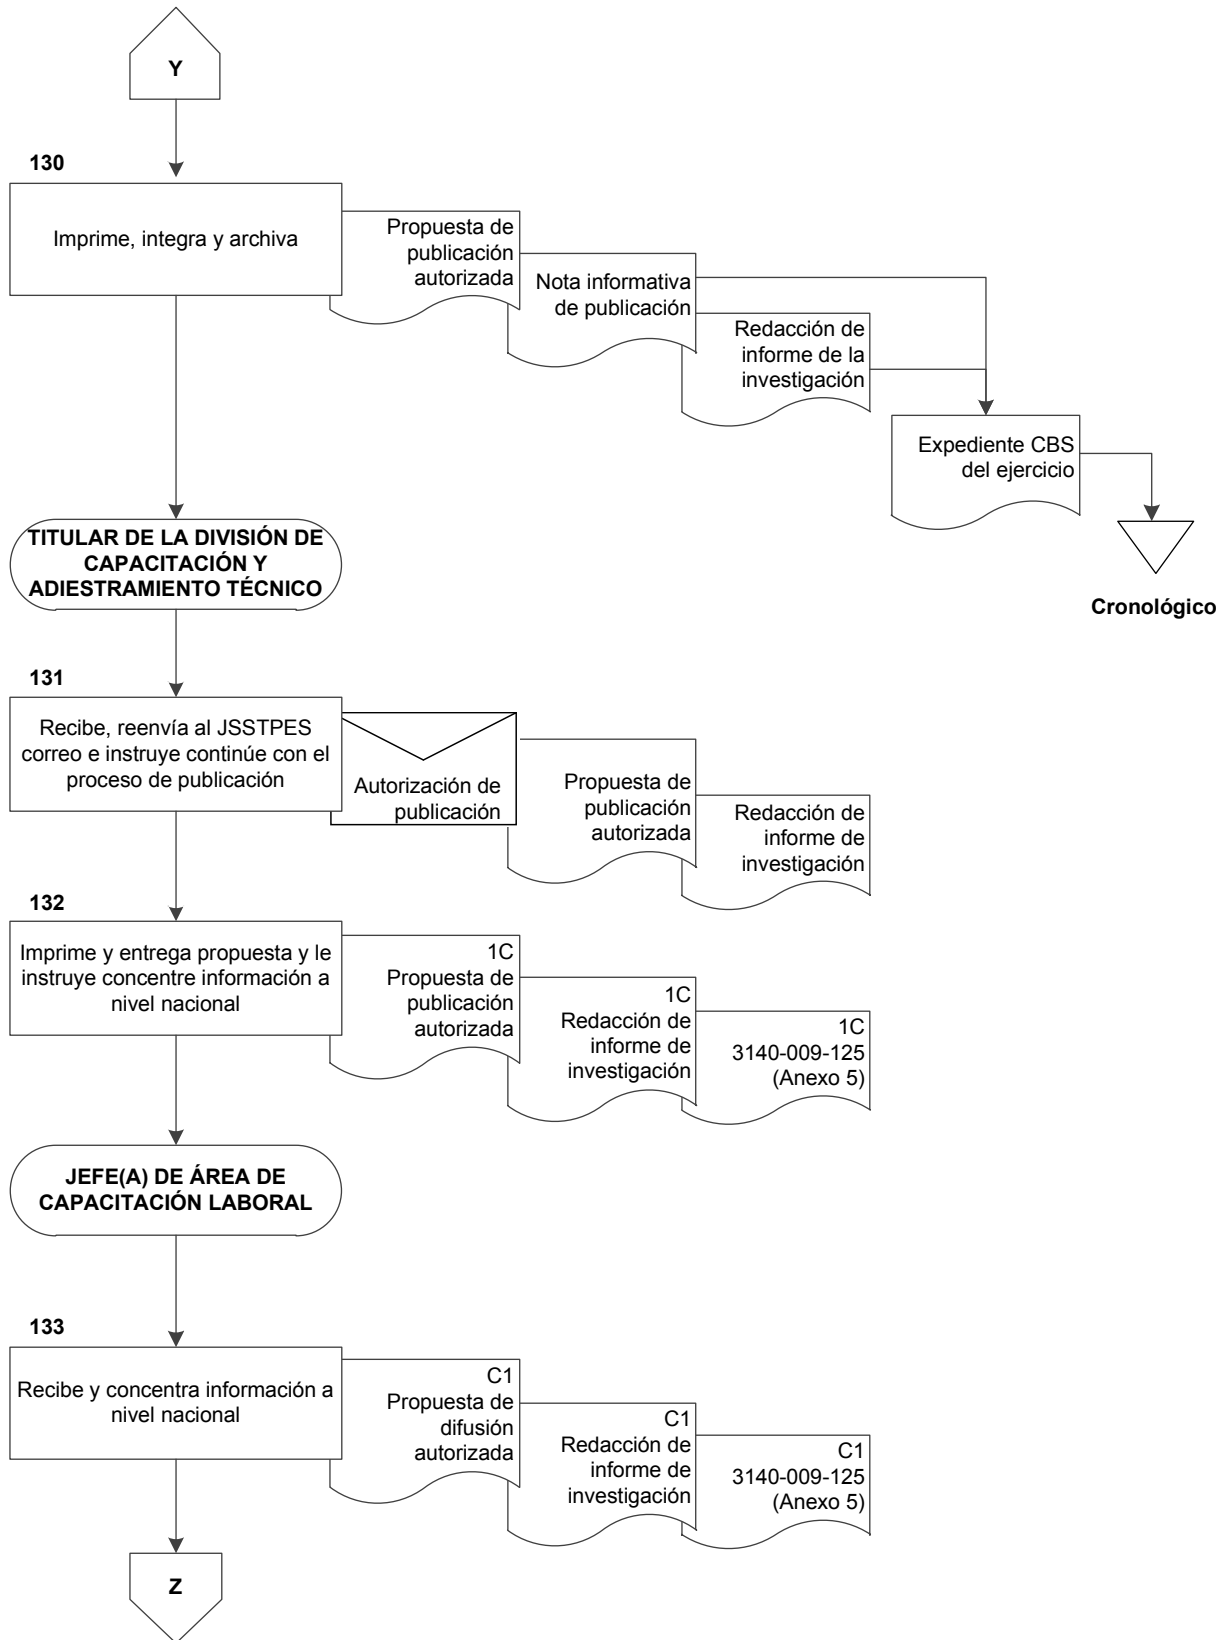 Y
130
Imprime, integra y archiva
Propuesta de
publicación
autorizada
Nota informativa
de publicación
Redacción de
informe de la
investigación
Expediente CBS
del ejercicio
Cronológico
TITULAR DE LA DIVISIÓN DE
CAPACITACIÓN Y
ADIESTRAMIENTO TÉCNICO
131
Recibe, reenvía al JSSTPES
correo e instruye continúe con el
proceso de publicación
Autorización de
publicación
Propuesta de
publicación
autorizada
Redacción de
informe de
investigación
132
Imprime y entrega propuesta y le
instruye concentre información a
nivel nacional
1C
Propuesta de
publicación
autorizada
1C
Redacción de
informe de
investigación
1C
3140-009-125
(Anexo 5)
JEFE(A) DE ÁREA DE
CAPACITACIÓN LABORAL
133
Recibe y concentra información a
nivel nacional
C1
Propuesta de
difusión
autorizada
C1
Redacción de
informe de
investigación
C1
3140-009-125
(Anexo 5)
Z